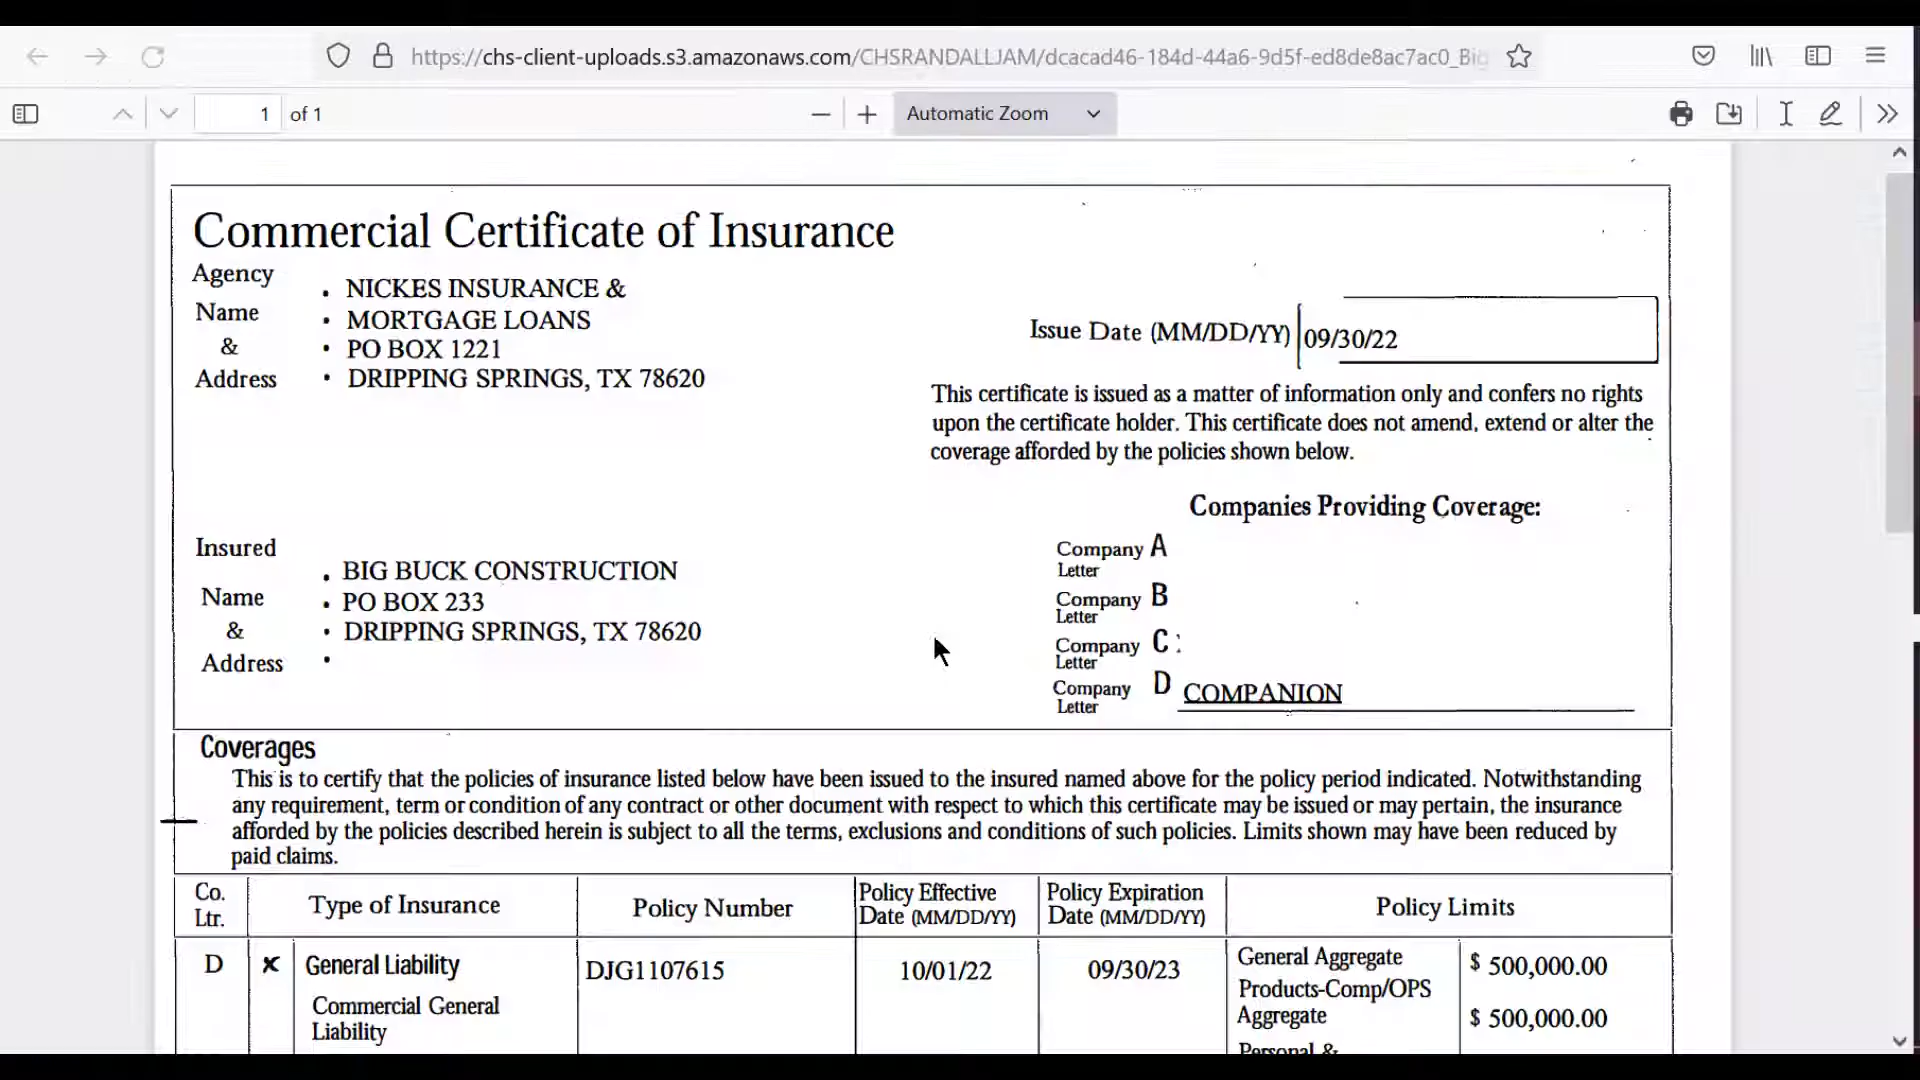 https://chs-client-uploads.s3.amazonaws.com/CHSRANDALLJAM/dcacad46-184d-44a6-9d5f-ed8de8ac7ac0_Big
1 of 1
Automatic Zoom
Commercial Certificate of Insurance
Agency
Name
&
Address
. NICKES INSURANCE &
· MORTGAGE LOANS
· PO BOX 1221
· DRIPPING SPRINGS, TX 78620
Issue Date (MM/DD/YY) 09/30/22
This certificate is issued as a matter of information only and confers no rights
upon the certificate holder. This certificate does not amend, extend or alter the
coverage afforded by the policies shown below.
Insured
Name
&
Address
. BIG BUCK CONSTRUCTION
· PO BOX 233
· DRIPPING SPRINGS, TX 78620
·
Companies Providing Coverage:
Company A
Letter
Company B
Letter
Company C :
Letter
Company D COMPANION
Letter
Coverages
This is to certify that the policies of insurance listed below have been issued to the insured named above for the policy period indicated. Notwithstanding
any requirement, term or condition of any contract or other document with respect to which this certificate may be issued or may pertain, the insurance
afforded by the policies described herein is subject to all the terms, exclusions and conditions of such policies. Limits shown may have been reduced by
paid claims.
Co.
Ltr.
Type of Insurance
Policy Number
Policy Effective
Date (MM/DD/YY)
Policy Expiration
Date (MM/DD/YY)
Policy Limits
D
x
General Liability
Commercial General
Liability
DJG1107615
10/01/22
09/30/23
General Aggregate
$ 500,000.00
Products-Comp/OPS
Aggregate
$ 500,000.00
Personal &